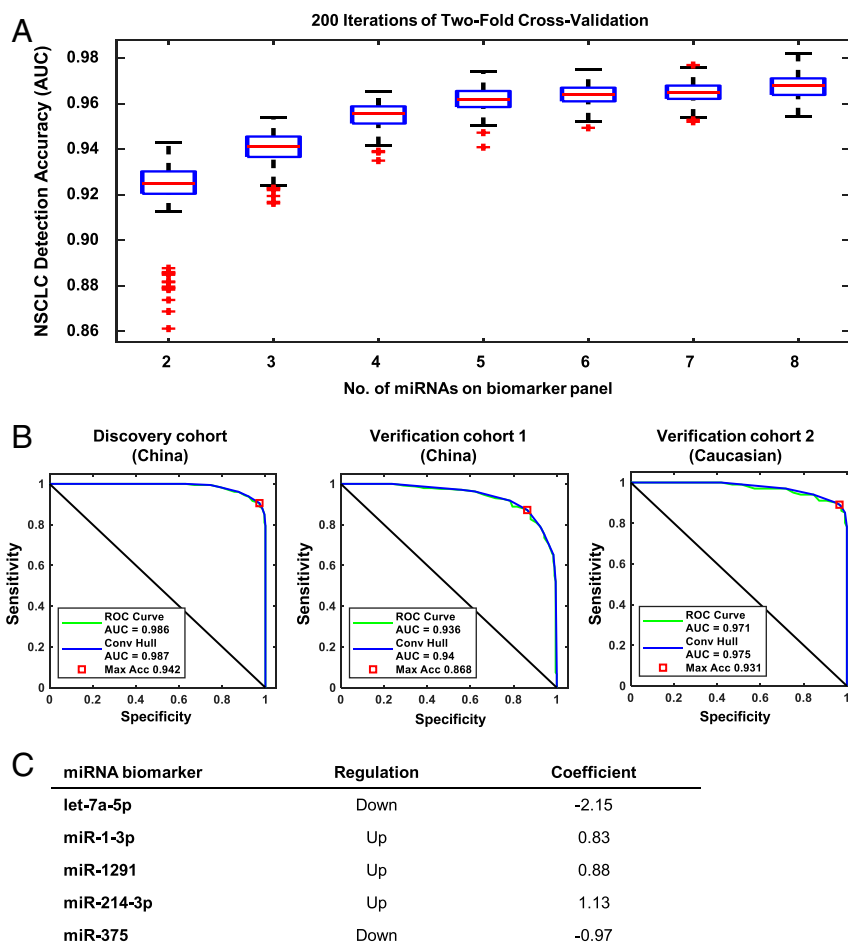 A
200 Iterations of Two-Fold Cross-Validation
NSCLC Detection Accuracy (AUC)
0.98
0.96
0.94
0.92
0.90
0.88
0.86
2 3 4 5 6 7 8
No. of miRNAs on biomarker panel
B
Discovery cohort
(China)
Sensitivity
1
0.8
0.6
0.4
0.2
0
ROC Curve
AUC = 0.986
Conv Hull
AUC = 0.987
Max Acc 0.942
0 0.2 0.4 0.6 0.8 1
Specificity
Verification cohort 1
(China)
Sensitivity
1
0.8
0.6
0.4
0.2
0
ROC Curve
AUC = 0.936
Conv Hull
AUC = 0.94
Max Acc 0.868
0 0.2 0.4 0.6 0.8 1
Specificity
Verification cohort 2
(Caucasian)
Sensitivity
1
0.8
0.6
0.4
0.2
0
ROC Curve
AUC = 0.971
Conv Hull
AUC = 0.975
Max Acc 0.931
0 0.2 0.4 0.6 0.8 1
Specificity
C
miRNA biomarker Regulation Coefficient
let-7a-5p Down -2.15
miR-1-3p Up 0.83
miR-1291 Up 0.88
miR-214-3p Up 1.13
miR-375 Down -0.97